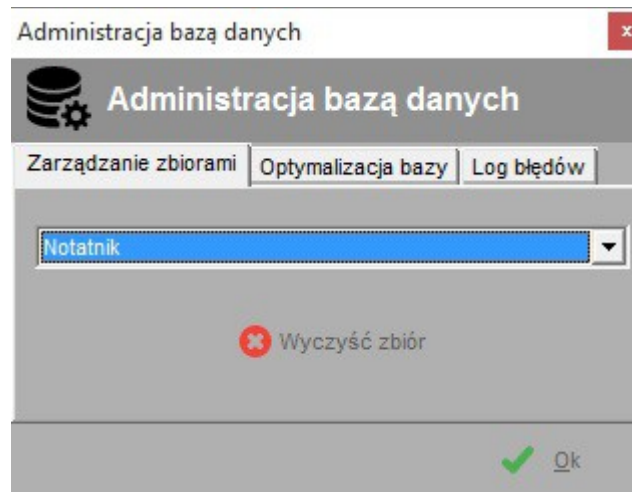 Administracja bazą danych
x
Administracja bazą danych
Zarządzanie zbiorami Optymalizacja bazy Log błędów
Notatnik
Wyczyść zbiór
Ok